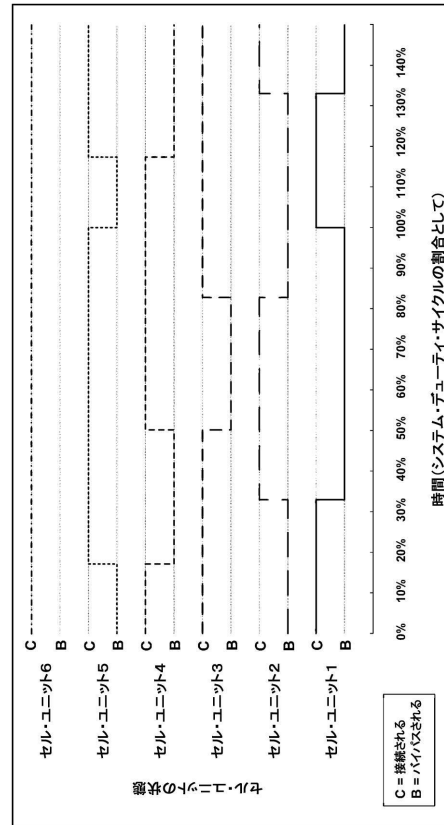 セル・ユニットの状態
セル・ユニット6
C
B
セル・ユニット5
C
B
セル・ユニット4
C
B
セル・ユニット3
C
B
セル・ユニット2
C
B
セル・ユニット1
C
B
0% 10% 20% 30% 40% 50% 60% 70% 80% 90% 100% 110% 120% 130% 140%
時間(システム・デューティ・サイクルの割合として)
C = 接続される
B = バイパスされる